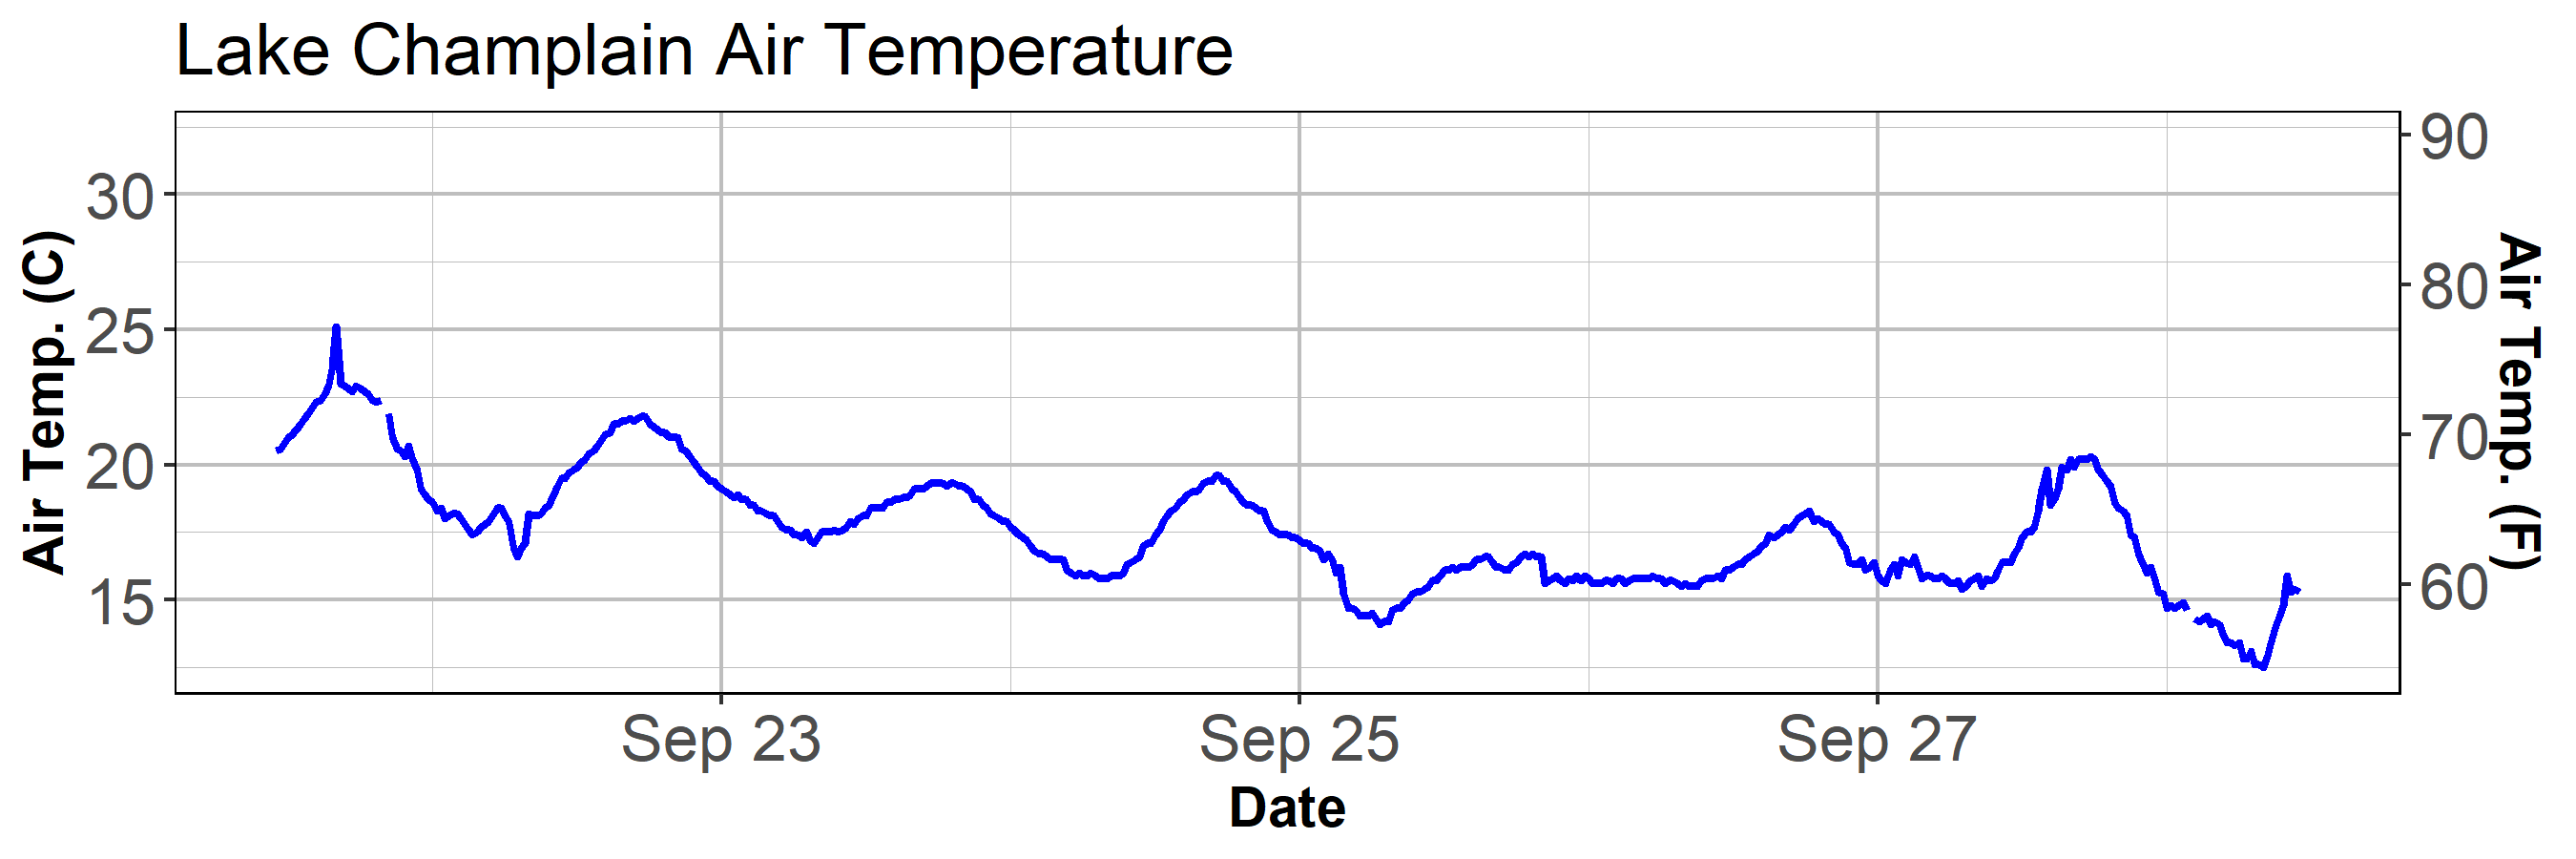 Lake Champlain Air Temperature
Air Temp. (C)
30
25
20
15
90
80
70
60
Air Temp. (F)
Sep 23 Sep 25 Sep 27
Date